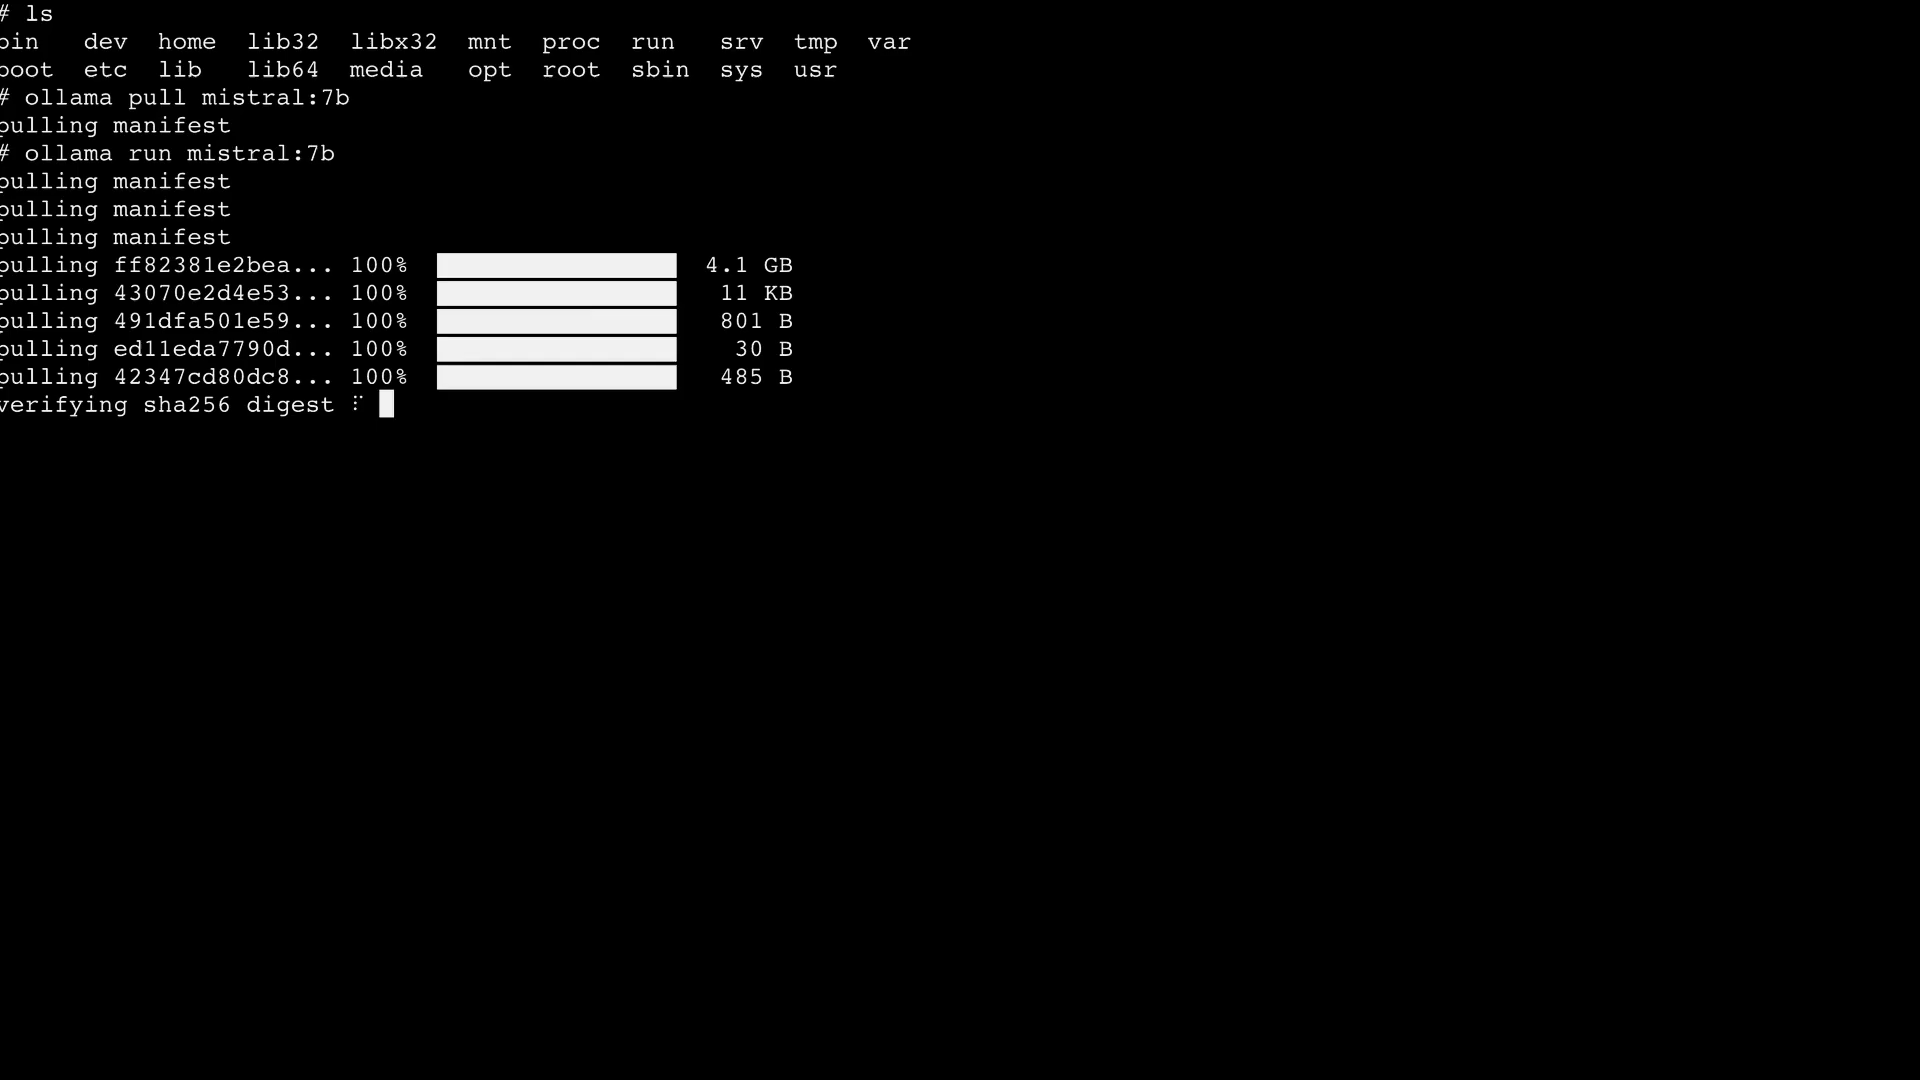 # ls
bin dev home lib32 libx32 mnt proc run srv tmp var
boot etc lib lib64 media opt root sbin sys usr
# ollama pull mistral:7b
pulling manifest
# ollama run mistral:7b
pulling manifest
pulling manifest
pulling manifest
pulling ff82381e2bea... 100% 4.1 GB
pulling 43070e2d4e53... 100% 11 KB
pulling 491dfa501e59... 100% 801 B
pulling ed11eda7790d... 100% 30 B
pulling 42347cd80dc8... 100% 485 B
verifying sha256 digest ⠋